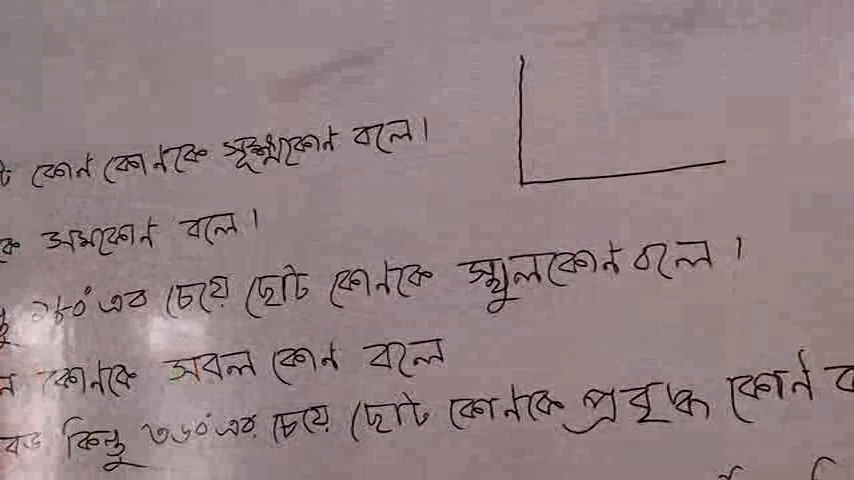 কোন কোনকে সূক্ষ্মকোন বলে।
কে সমকোন বলে।
১৮০° এর চেয়ে ছোট কোনকে স্থুলকোন বলে।
কোনকে সরল কোন বলে
বড় কিন্তু ৩৬০° এর চেয়ে ছোট কোনকে প্রবৃদ্ধ কোন ব